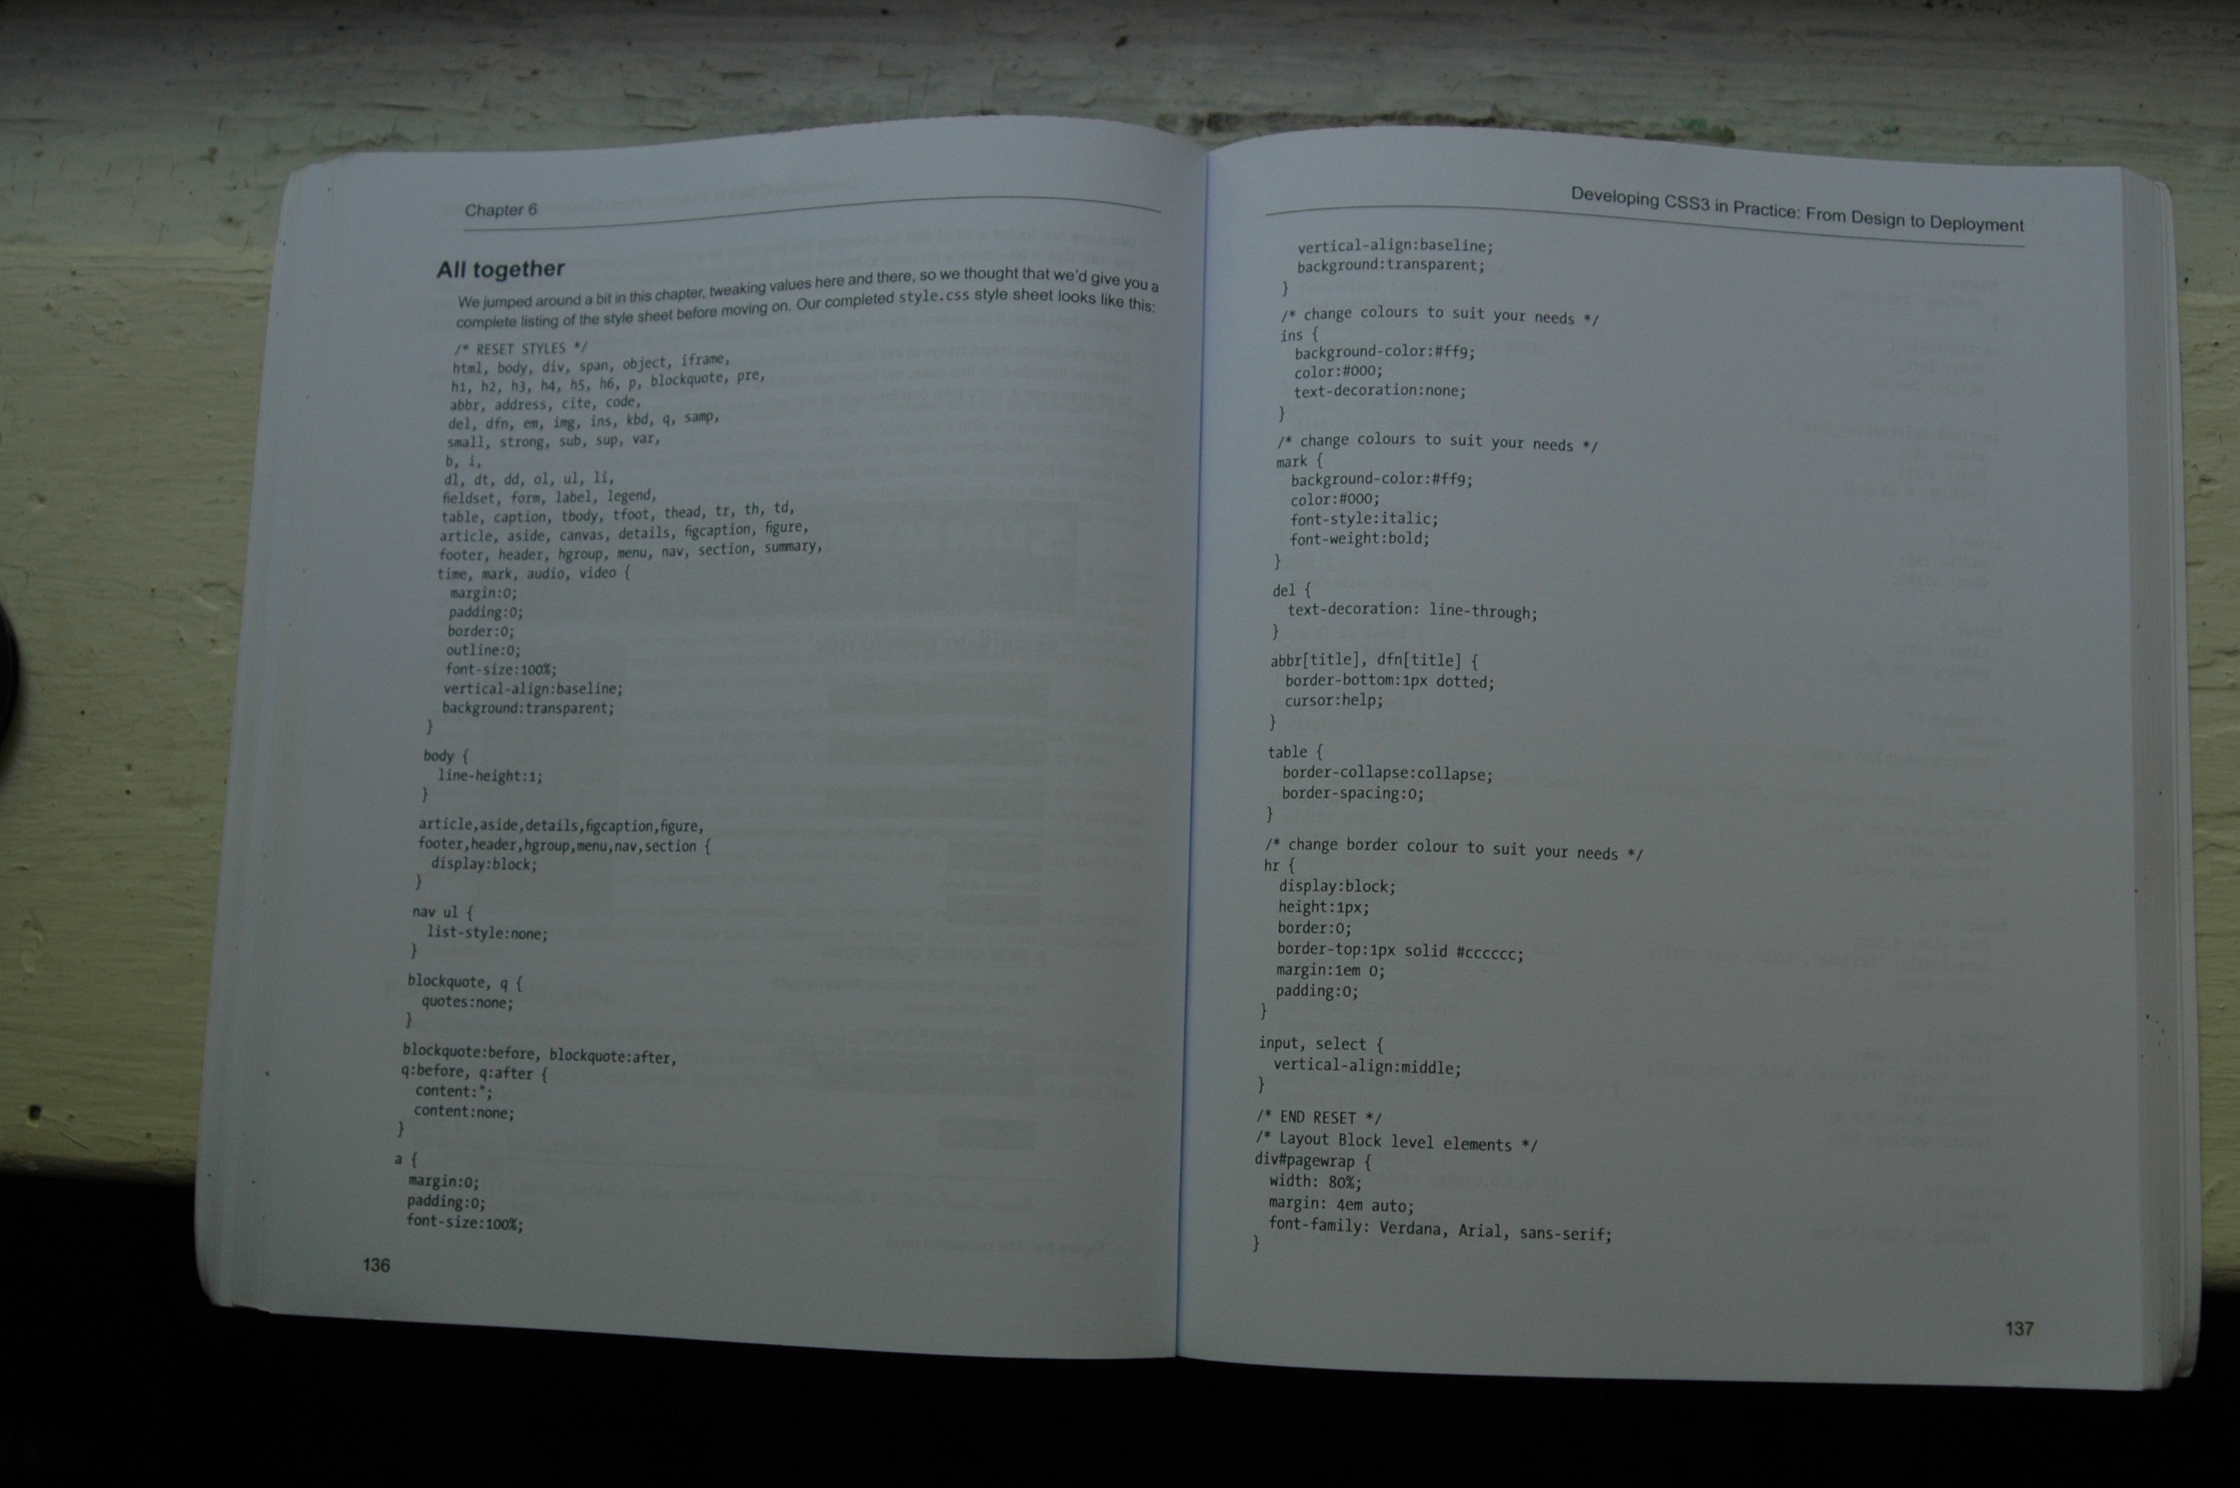 Chapter 6
All together
We jumped around a bit in this chapter, tweaking values here and there, so we thought that we'd give you a
complete listing of the style sheet before moving on. Our completed style.css style sheet looks like this:
/* RESET STYLES */
html, body, div, span, object, iframe,
h1, h2, h3, h4, h5, h6, p, blockquote, pre,
abbr, address, cite, code,
del, dfn, em, img, ins, kbd, q, samp,
small, strong, sub, sup, var,
b, i,
dl, dt, dd, ol, ul, li,
fieldset, form, label, legend,
table, caption, tbody, tfoot, thead, tr, th, td,
article, aside, canvas, details, figcaption, figure,
footer, header, hgroup, menu, nav, section, summary,
time, mark, audio, video {
margin:0;
padding:0;
border:0;
outline:0;
font-size:100%;
vertical-align:baseline;
background:transparent;
}
body {
line-height:1;
}
article,aside,details,figcaption,figure,
footer,header,hgroup,menu,nav,section {
display:block;
}
nav ul {
list-style:none;
}
blockquote, q {
quotes:none;
}
blockquote:before, blockquote:after,
q:before, q:after {
content:";
content:none;
}
a {
margin:0;
padding:0;
font-size:100%;
136
Developing CSS3 in Practice: From Design to Deployment
vertical-align:baseline;
background:transparent;
}
/* change colours to suit your needs */
ins {
background-color:#ff9;
color:#000;
text-decoration:none;
}
/* change colours to suit your needs */
mark {
background-color:#ff9;
color:#000;
font-style:italic;
font-weight:bold;
}
del {
text-decoration: line-through;
}
abbr[title], dfn[title] {
border-bottom:1px dotted;
cursor:help;
}
table {
border-collapse:collapse;
border-spacing:0;
}
/* change border colour to suit your needs */
hr {
display:block;
height:1px;
border:0;
border-top:1px solid #cccccc;
margin:1em 0;
padding:0;
}
input, select {
vertical-align:middle;
}
/* END RESET */
/* Layout Block level elements */
div#pagewrap {
width: 80%;
margin: 4em auto;
font-family: Verdana, Arial, sans-serif;
}
137